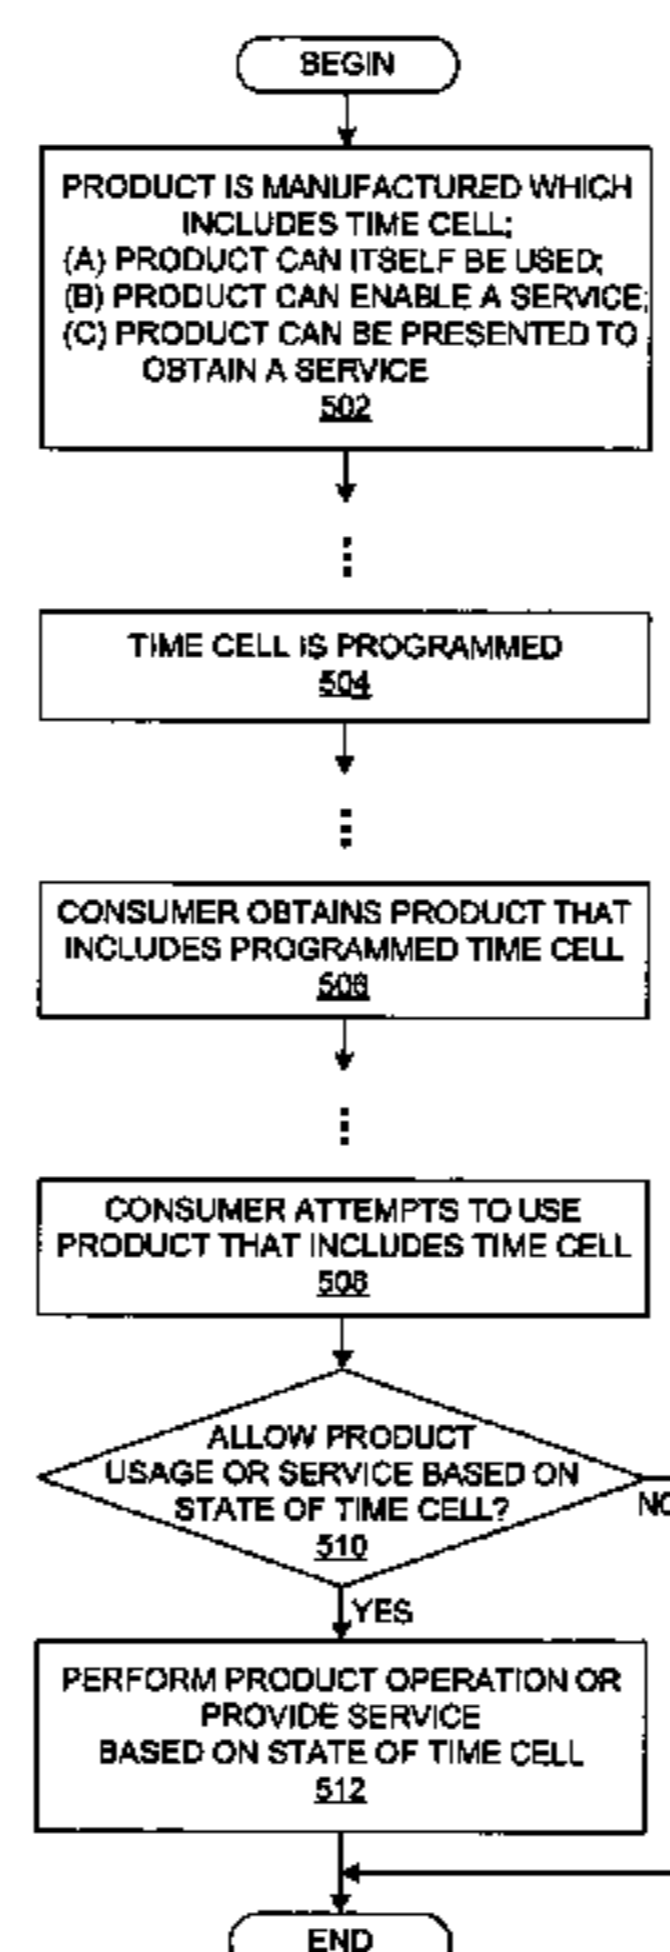 BEGIN
PRODUCT IS MANUFACTURED WHICH
INCLUDES TIME CELL;
(A) PRODUCT CAN ITSELF BE USED;
(B) PRODUCT CAN ENABLE A SERVICE;
(C) PRODUCT CAN BE PRESENTED TO
OBTAIN A SERVICE
502
TIME CELL IS PROGRAMMED
504
CONSUMER OBTAINS PRODUCT THAT
INCLUDES PROGRAMMED TIME CELL
506
CONSUMER ATTEMPTS TO USE
PRODUCT THAT INCLUDES TIME CELL
508
ALLOW PRODUCT
USAGE OR SERVICE BASED ON
STATE OF TIME CELL?
510
NO
YES
PERFORM PRODUCT OPERATION OR
PROVIDE SERVICE
BASED ON STATE OF TIME CELL
512
END